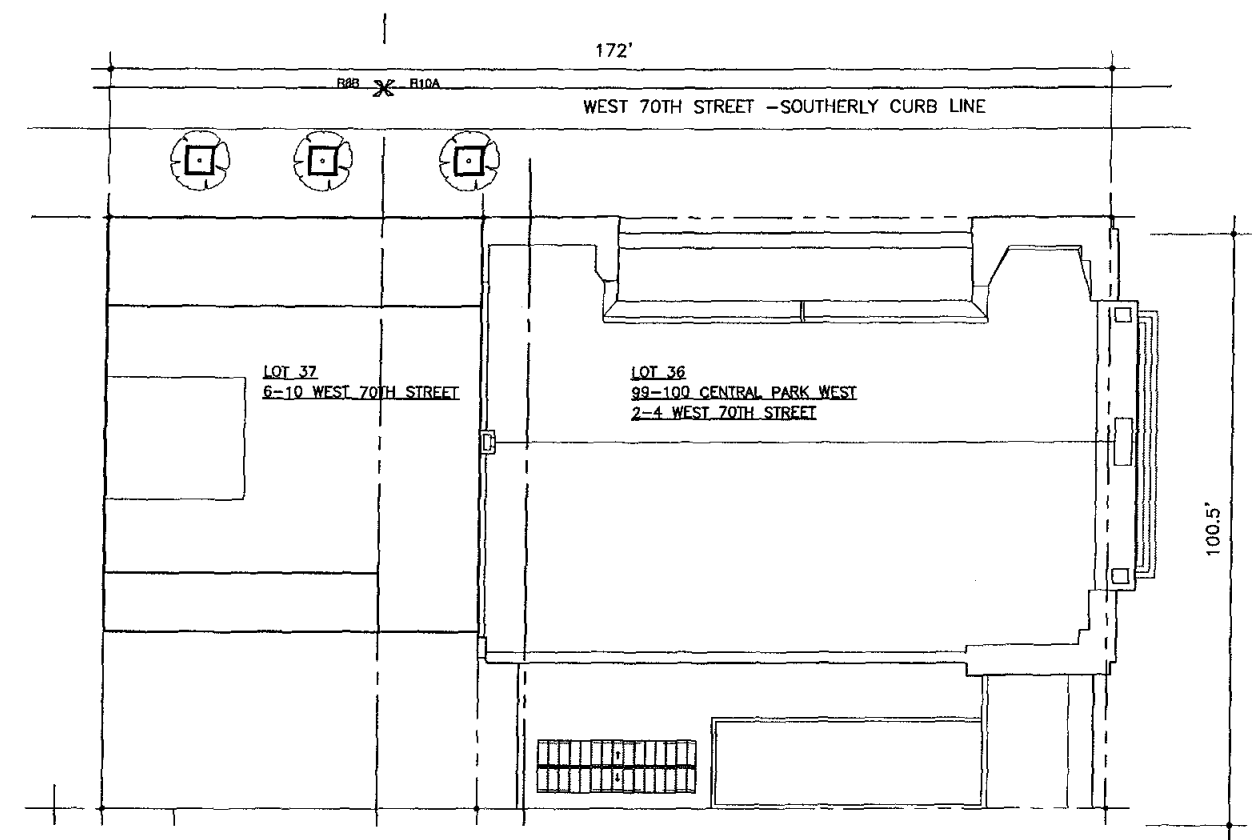 172'
R8B R10A
WEST 70TH STREET -SOUTHERLY CURB LINE
LOT 37
6-10 WEST 70TH STREET
LOT 36
99-100 CENTRAL PARK WEST
2-4 WEST 70TH STREET
100.5'